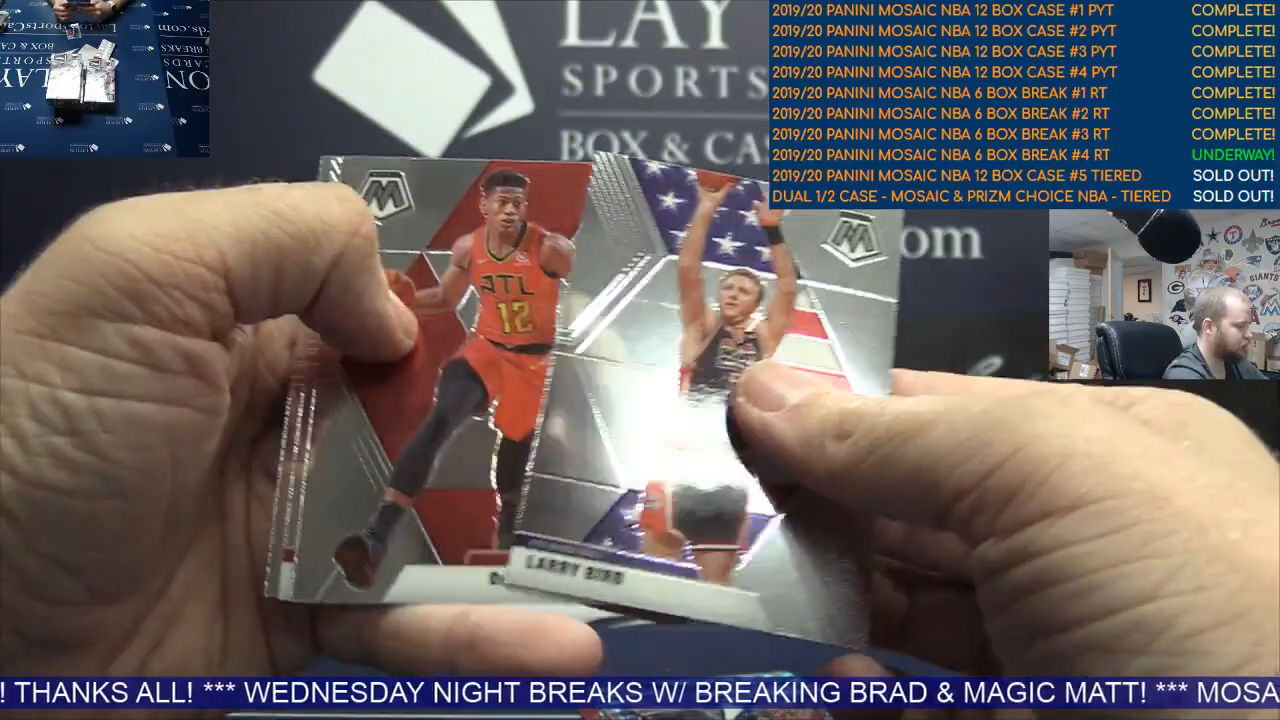 LAY
SPORTS
BOX & CA
om
2019/20 PANINI MOSAIC NBA 12 BOX CASE #1 PYT COMPLETE!
2019/20 PANINI MOSAIC NBA 12 BOX CASE #2 PYT COMPLETE!
2019/20 PANINI MOSAIC NBA 12 BOX CASE #3 PYT COMPLETE!
2019/20 PANINI MOSAIC NBA 12 BOX CASE #4 PYT COMPLETE!
2019/20 PANINI MOSAIC NBA 6 BOX BREAK #1 RT COMPLETE!
2019/20 PANINI MOSAIC NBA 6 BOX BREAK #2 RT COMPLETE!
2019/20 PANINI MOSAIC NBA 6 BOX BREAK #3 RT COMPLETE!
2019/20 PANINI MOSAIC NBA 6 BOX BREAK #4 RT UNDERWAY!
2019/20 PANINI MOSAIC NBA 12 BOX CASE #5 TIERED SOLD OUT!
DUAL 1/2 CASE - MOSAIC & PRIZM CHOICE NBA - TIERED SOLD OUT!
ATL
12
LARRY BIRD
GIANTS
! THANKS ALL! *** WEDNESDAY NIGHT BREAKS W/ BREAKING BRAD & MAGIC MATT! *** MOSA